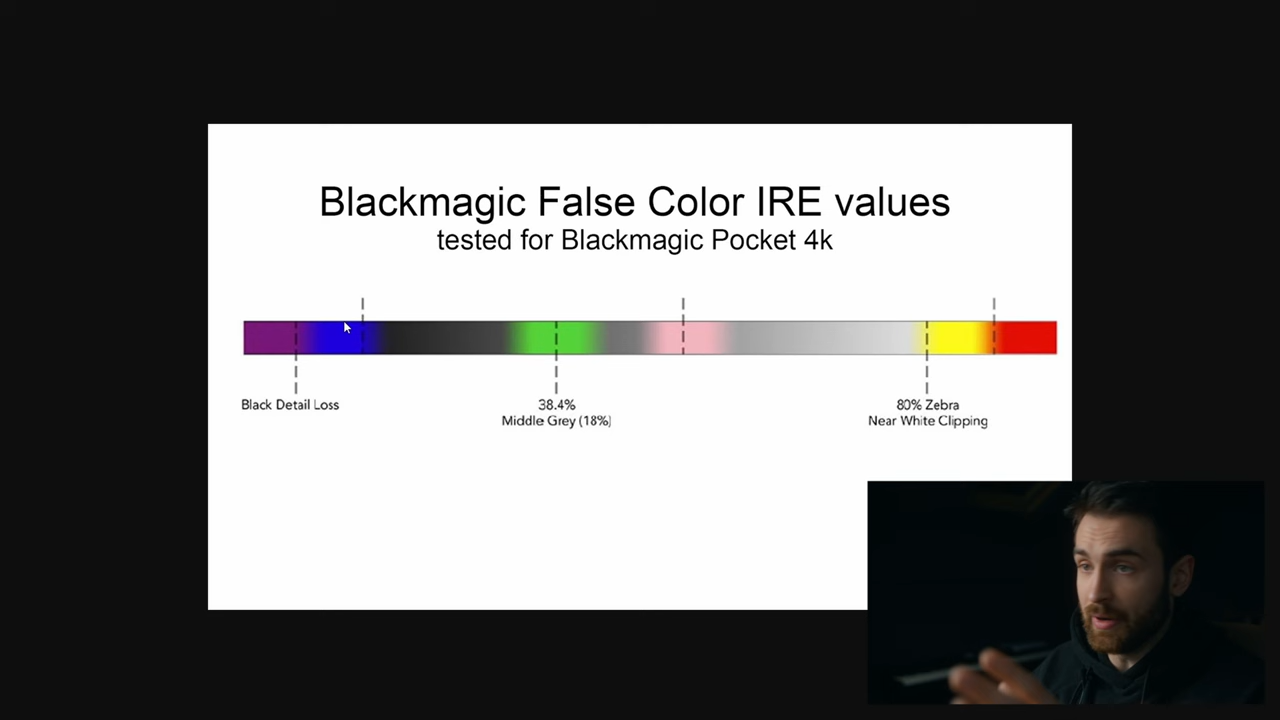 Blackmagic False Color IRE values
tested for Blackmagic Pocket 4k
Black Detail Loss
38.4%
Middle Grey (18%)
80% Zebra
Near White Clipping